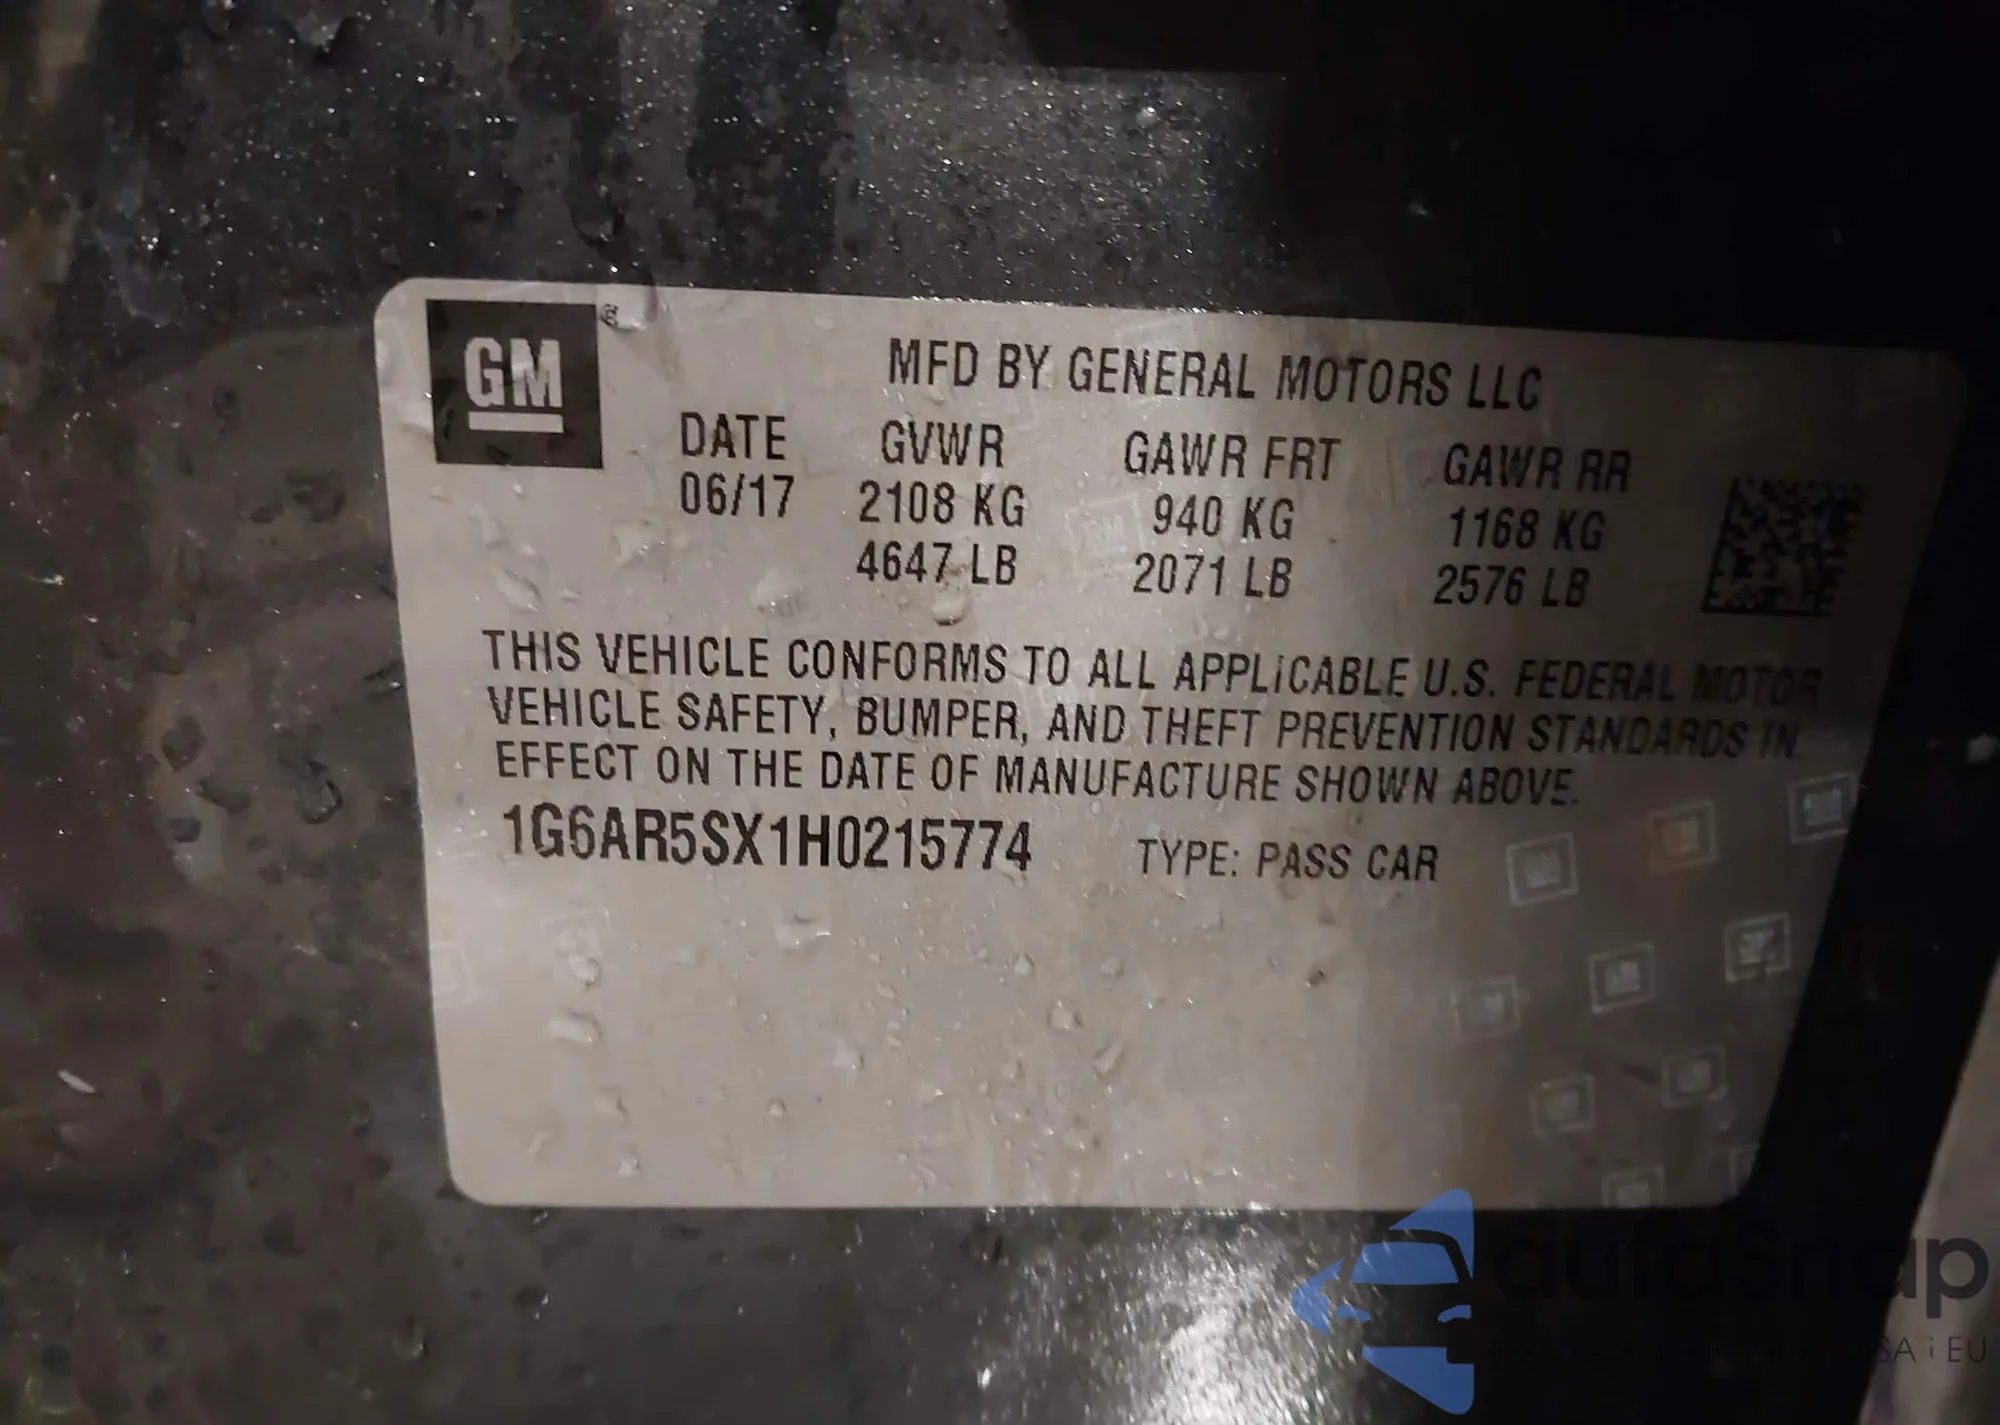 GM
MFD BY GENERAL MOTORS LLC
DATE GVWR GAWR FRT GAWR RR
06/17 2108 KG 940 KG 1168 KG
4647 LB 2071 LB 2576 LB
THIS VEHICLE CONFORMS TO ALL APPLICABLE U.S. FEDERAL MOTOR
VEHICLE SAFETY, BUMPER, AND THEFT PREVENTION STANDARDS IN
EFFECT ON THE DATE OF MANUFACTURE SHOWN ABOVE.
1G6AR5SX1H0215774 TYPE: PASS CAR
autosnap
i EU